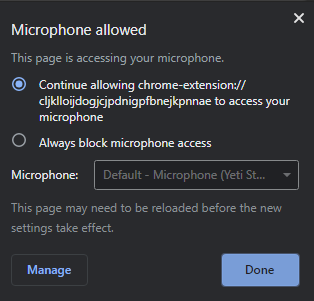 Microphone allowed
This page is accessing your microphone.
Continue allowing chrome-extension://
cljklloijdogjcjpdnigpfbnejkpnnae to access your
microphone
Always block microphone access
Microphone: Default - Microphone (Yeti St...
This page may need to be reloaded before the new
settings take effect.
Manage Done